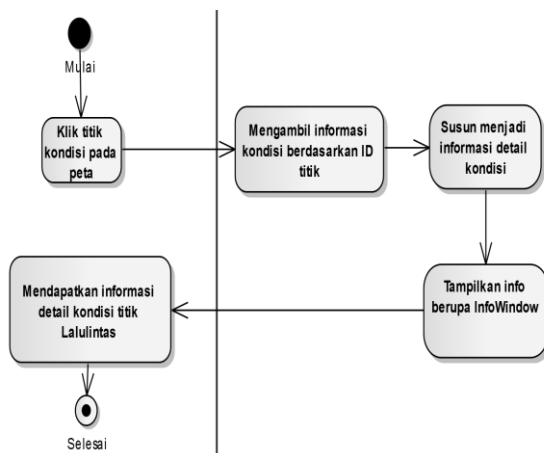 Mulai
Klik titik
kondisi pada
peta
Mengambil informasi
kondisi berdasarkan ID
titik
Susun menjadi
informasi detail
kondisi
Tampilkan info
berupa InfoWindow
Mendapatkan informasi
detail kondisi titik
Lalulintas
Selesai